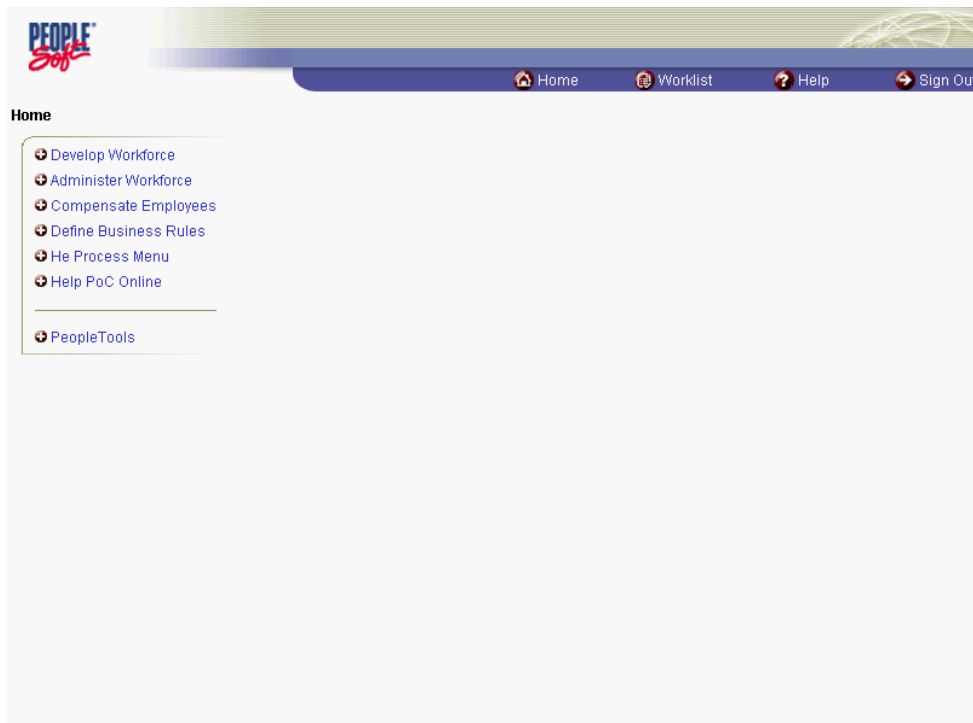 PEOPLE
Soft
Home Worklist Help Sign Ou
Home
Develop Workforce
Administer Workforce
Compensate Employees
Define Business Rules
He Process Menu
Help PoC Online
PeopleTools